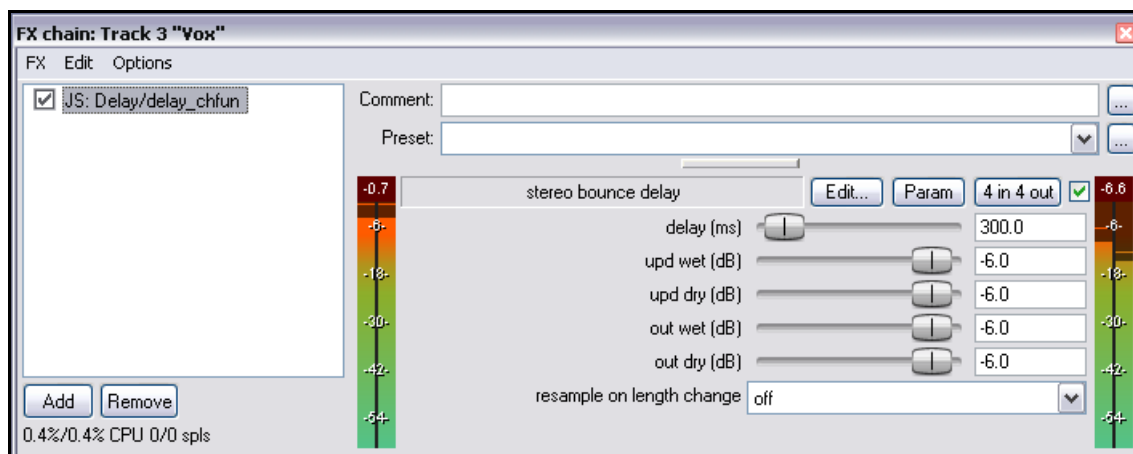 FX chain: Track 3 "Vox"
FX Edit Options
JS: Delay/delay_chfun
Comment: ...
Preset: ...
-0.7 stereo bounce delay Edit... Param 4 in 4 out -6.6
delay (ms) 300.0
upd wet (dB) -6.0
upd dry (dB) -6.0
out wet (dB) -6.0
out dry (dB) -6.0
resample on length change off
-6-
-18-
-30-
-42-
-54-
-6-
-18-
-30-
-42-
-54-
Add Remove
0.4%/0.4% CPU 0/0 spls